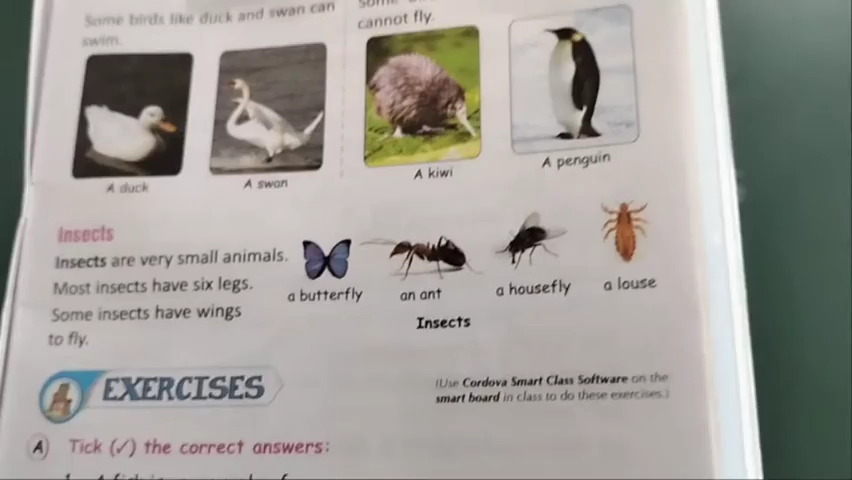 Some birds like duck and swan can
swim.
cannot fly.
A duck
A swan
A kiwi
A penguin
Insects
Insects are very small animals.
Most insects have six legs.
Some insects have wings
to fly.
a butterfly
an ant
a housefly
a louse
Insects
EXERCISES
(Use Cordova Smart Class Software on the
smart board in class to do these exercises.)
A Tick (✓) the correct answers: